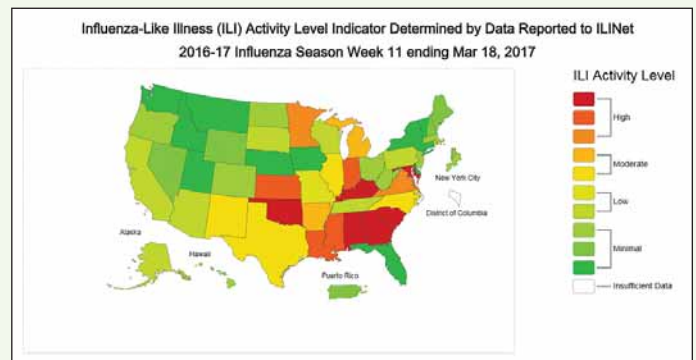 Influenza-Like Illness (ILI) Activity Level Indicator Determined by Data Reported to ILINet
2016-17 Influenza Season Week 11 ending Mar 18, 2017
ILI Activity Level
High
Moderate
Low
Minimal
Insufficient Data
New York City
District of Columbia
Alaska
Hawaii
Puerto Rico